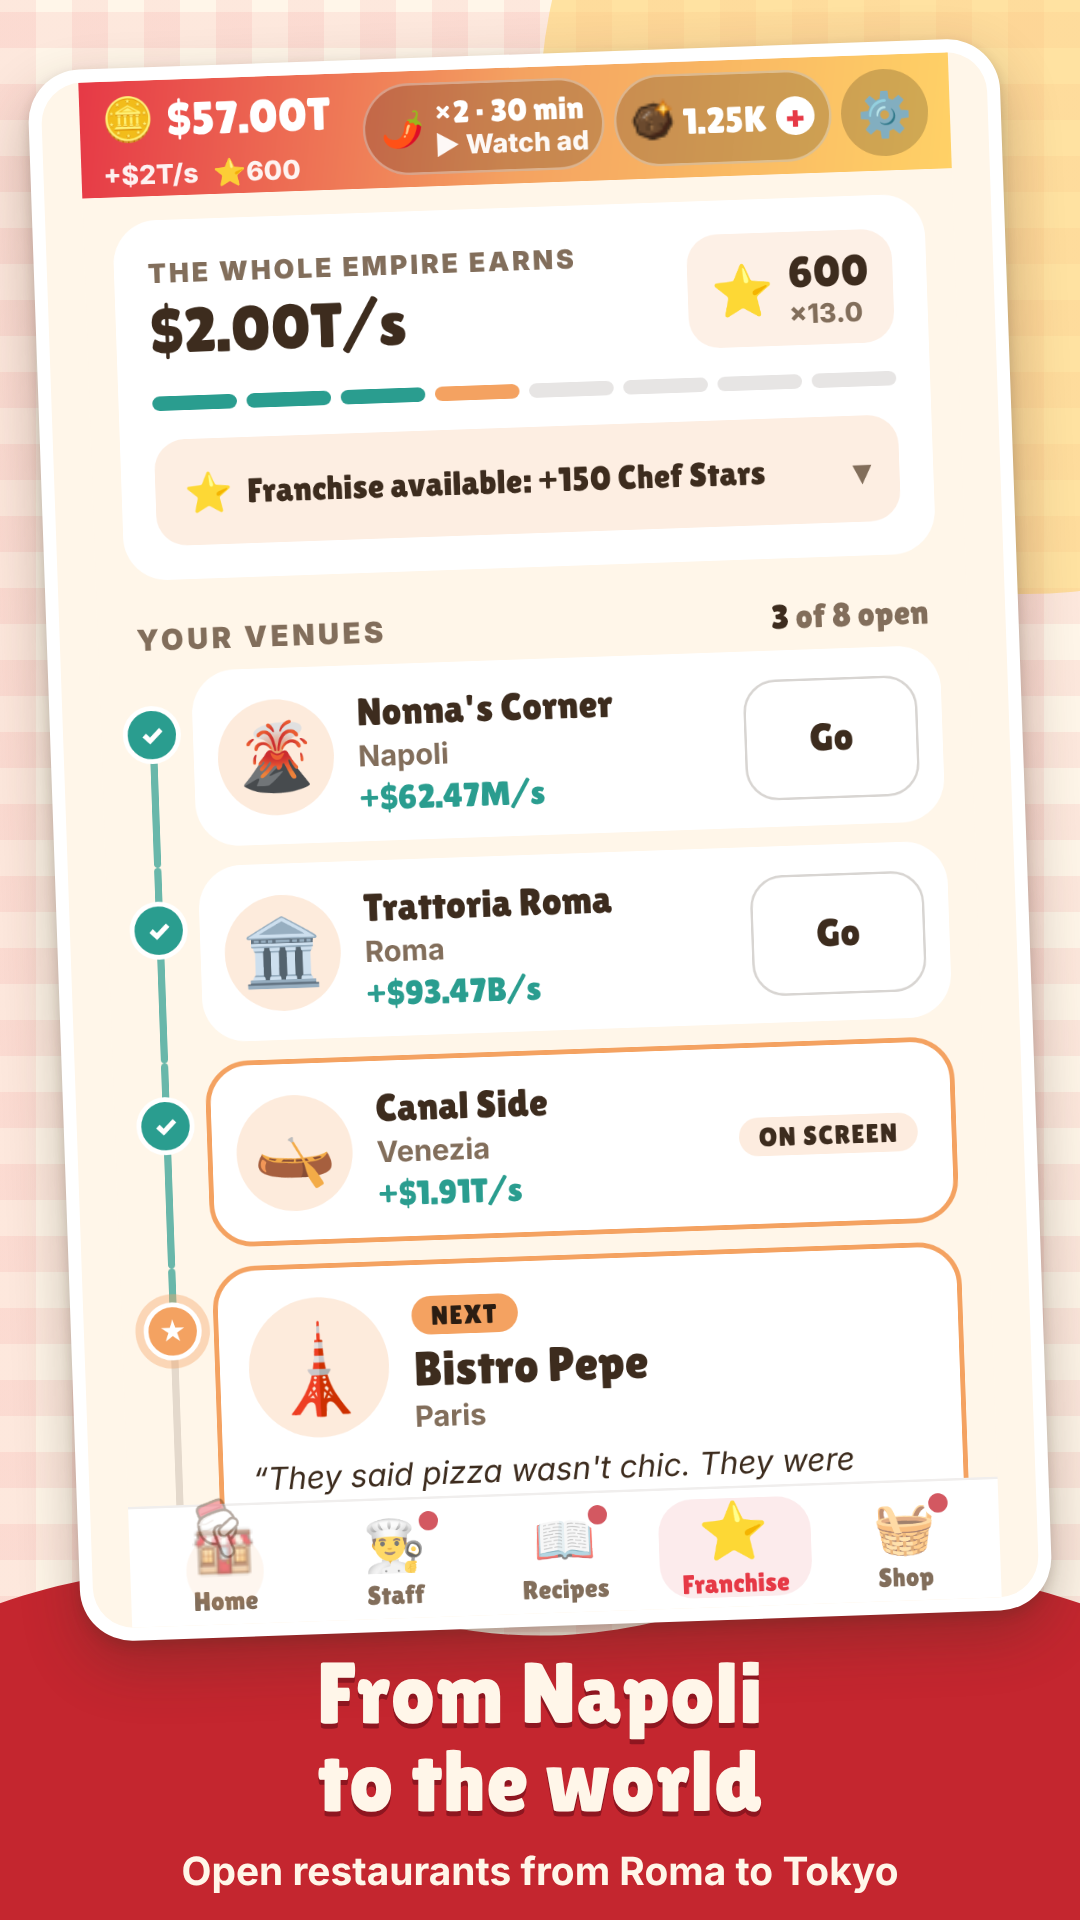 $57.00T
+$2T/s ⭐600
×2 · 30 min
▶ Watch ad
1.25K +
THE WHOLE EMPIRE EARNS
$2.00T/s
600
×13.0
Franchise available: +150 Chef Stars ▼
YOUR VENUES
3 of 8 open
Nonna's Corner
Napoli
+$62.47M/s
Go
Trattoria Roma
Roma
+$93.47B/s
Go
Canal Side
Venezia
+$1.91T/s
ON SCREEN
NEXT
Bistro Pepe
Paris
“They said pizza wasn't chic. They were
Home
Staff
Recipes
Franchise
Shop
From Napoli
to the world
Open restaurants from Roma to Tokyo